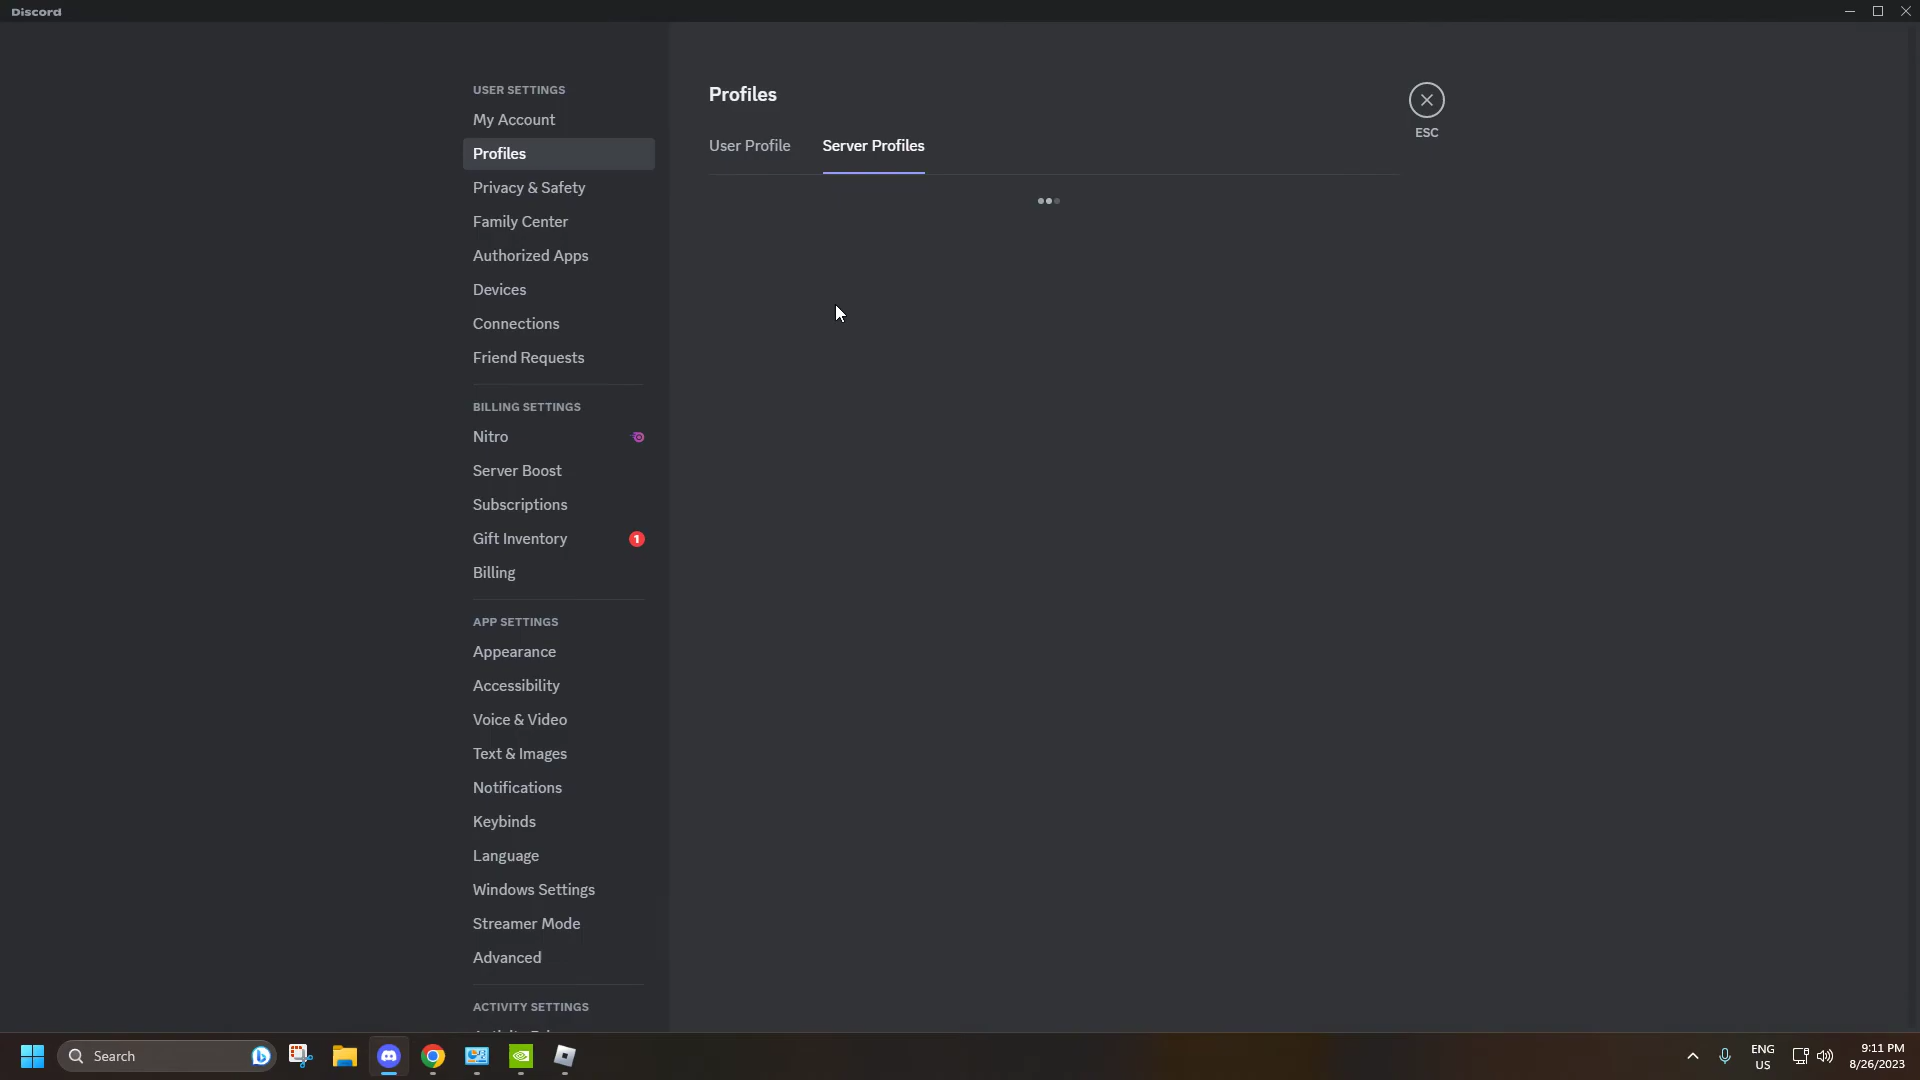 Discord
USER SETTINGS
My Account
Profiles
Privacy & Safety
Family Center
Authorized Apps
Devices
Connections
Friend Requests
BILLING SETTINGS
Nitro
Server Boost
Subscriptions
Gift Inventory 1
Billing
APP SETTINGS
Appearance
Accessibility
Voice & Video
Text & Images
Notifications
Keybinds
Language
Windows Settings
Streamer Mode
Advanced
ACTIVITY SETTINGS
Profiles
User Profile Server Profiles
ESC
Search
ENG
US
9:11 PM
8/26/2023